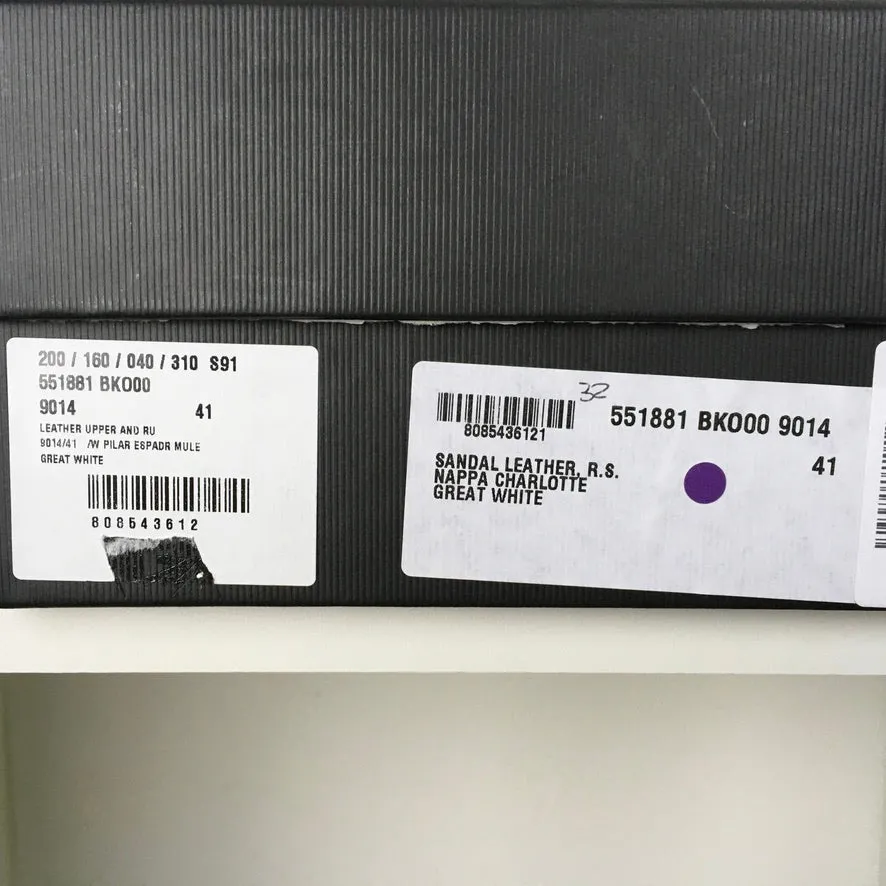 200 / 160 / 040 / 310 S91
551881 BKO00
9014 41
LEATHER UPPER AND RU
9014/41 /W PILAR ESPADR MULE
GREAT WHITE
808543612
32
8085436121
551881 BKO00 9014
41
SANDAL LEATHER, R.S.
NAPPA CHARLOTTE
GREAT WHITE